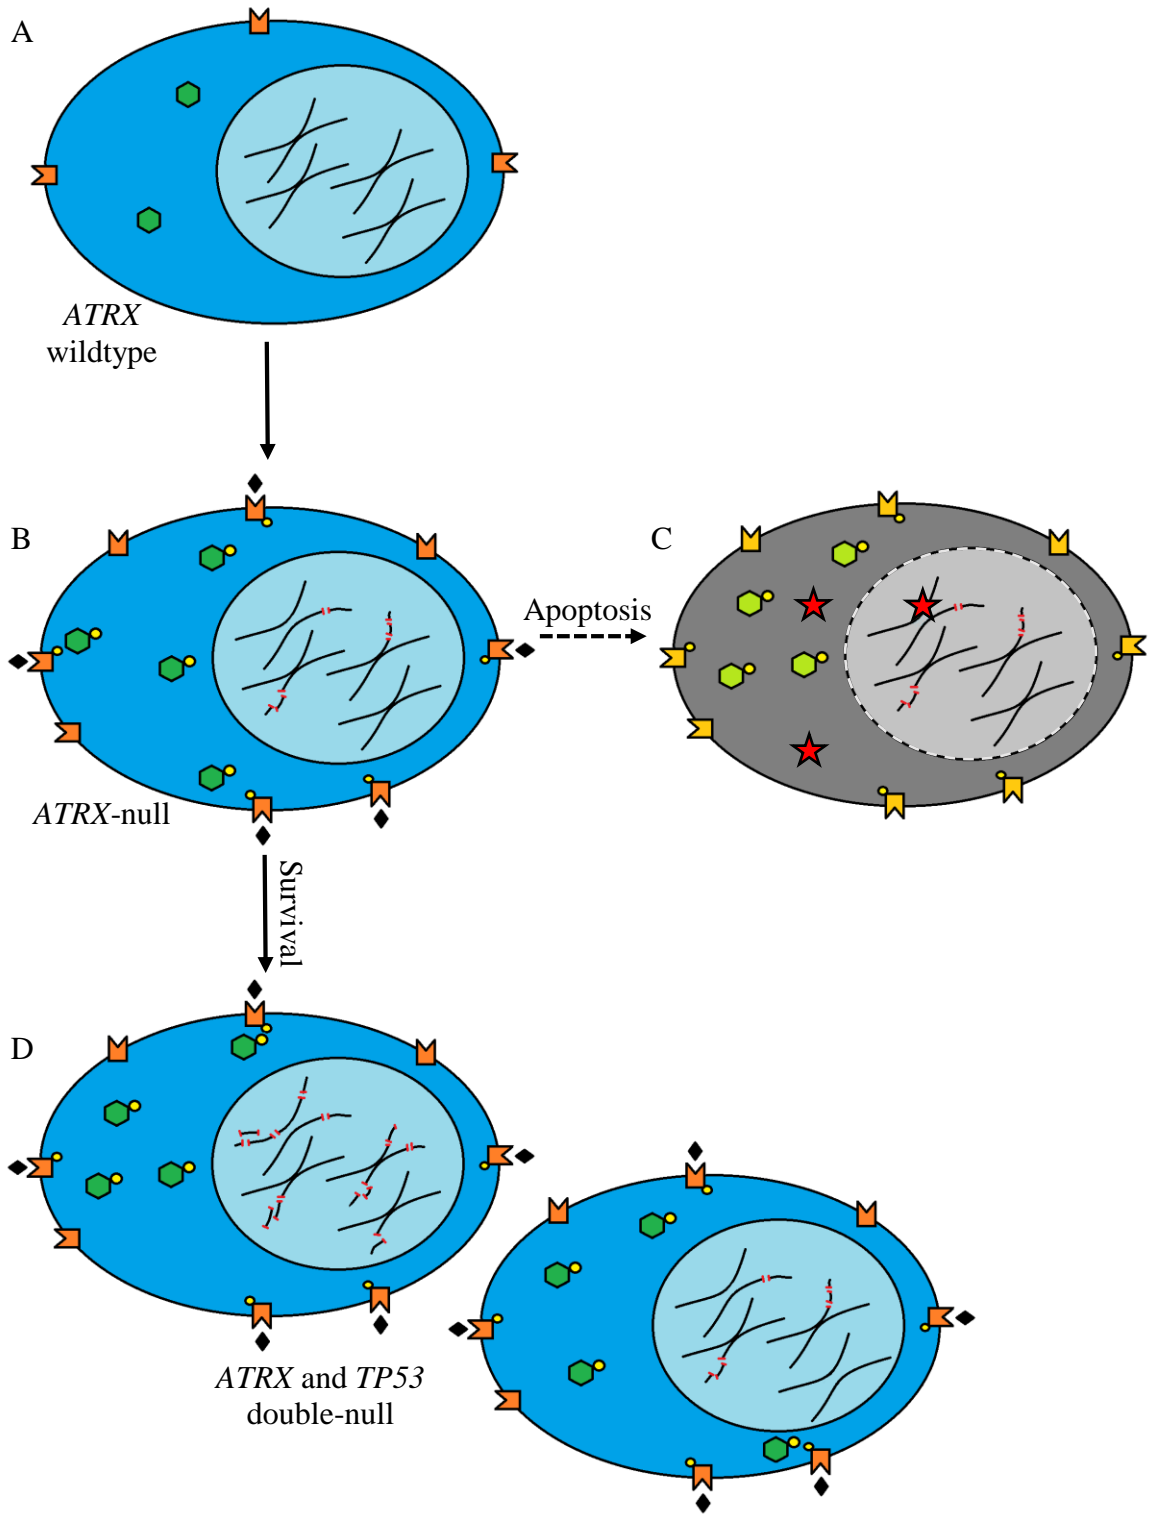 A
ATRX
wildtype
B
C
Apoptosis
ATRX-null
Survival
D
ATRX and TP53
double-null